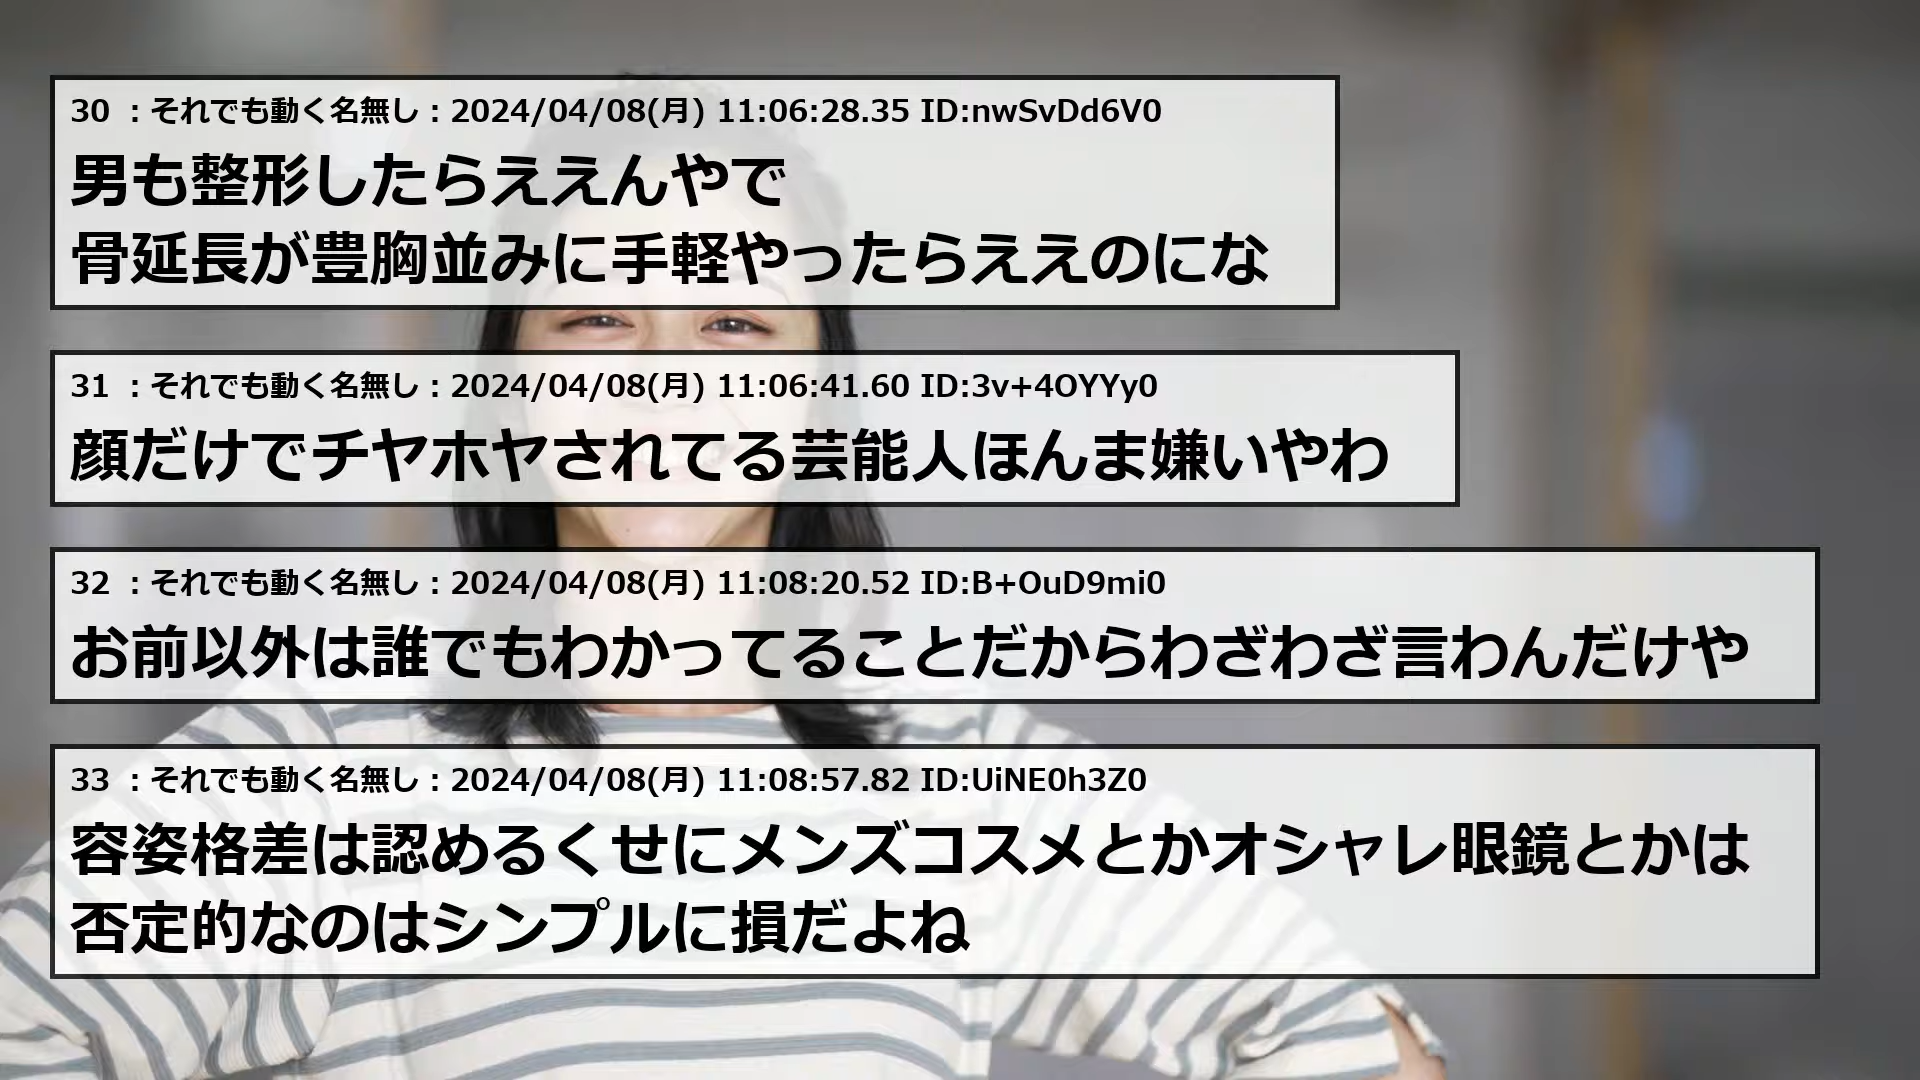 30 ：それでも動く名無し：2024/04/08(月) 11:06:28.35 ID:nwSvDd6V0
男も整形したらええんやで
骨延長が豊胸並みに手軽やったらええのにな
31 ：それでも動く名無し：2024/04/08(月) 11:06:41.60 ID:3v+4OYYy0
顔だけでチヤホヤされてる芸能人ほんま嫌いやわ
32 ：それでも動く名無し：2024/04/08(月) 11:08:20.52 ID:B+OuD9mi0
お前以外は誰でもわかってることだからわざわざ言わんだけや
33 ：それでも動く名無し：2024/04/08(月) 11:08:57.82 ID:UiNE0h3Z0
容姿格差は認めるくせにメンズコスメとかオシャレ眼鏡とかは
否定的なのはシンプルに損だよね